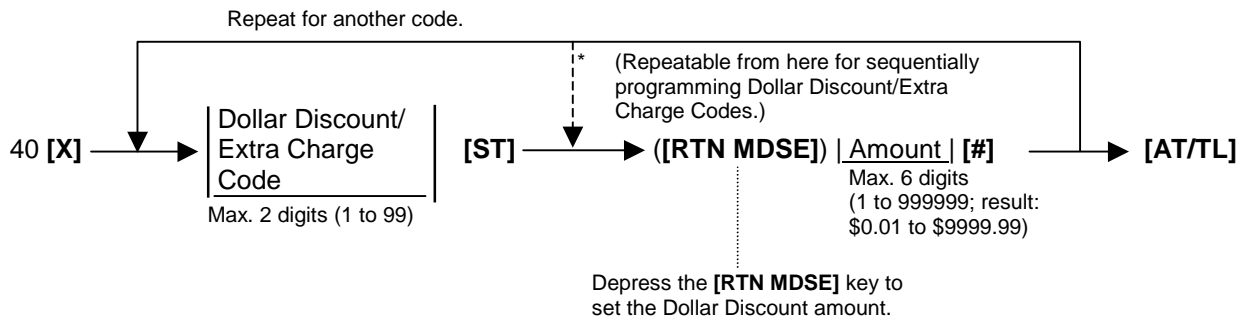 Repeat for another code.
* (Repeatable from here for sequentially
programming Dollar Discount/Extra
Charge Codes.)
40 [X]
Dollar Discount/
Extra Charge
Code
Max. 2 digits (1 to 99)
[ST]
([RTN MDSE]) | Amount | [#]
Max. 6 digits
(1 to 999999; result:
$0.01 to $9999.99)
[AT/TL]
Depress the [RTN MDSE] key to
set the Dollar Discount amount.